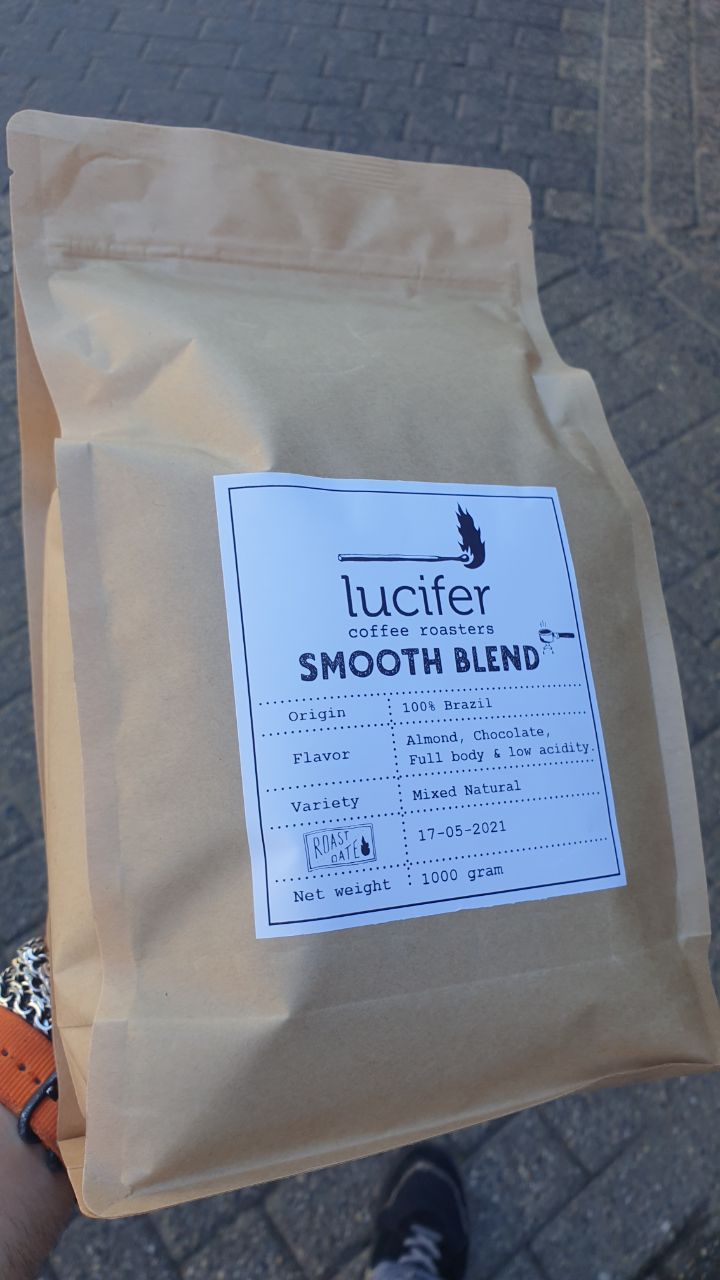 lucifer
coffee roasters
SMOOTH BLEND
Origin 100% Brazil
Flavor Almond, Chocolate,
Full body & low acidity.
Variety Mixed Natural
ROAST DATE 17-05-2021
Net weight : 1000 gram